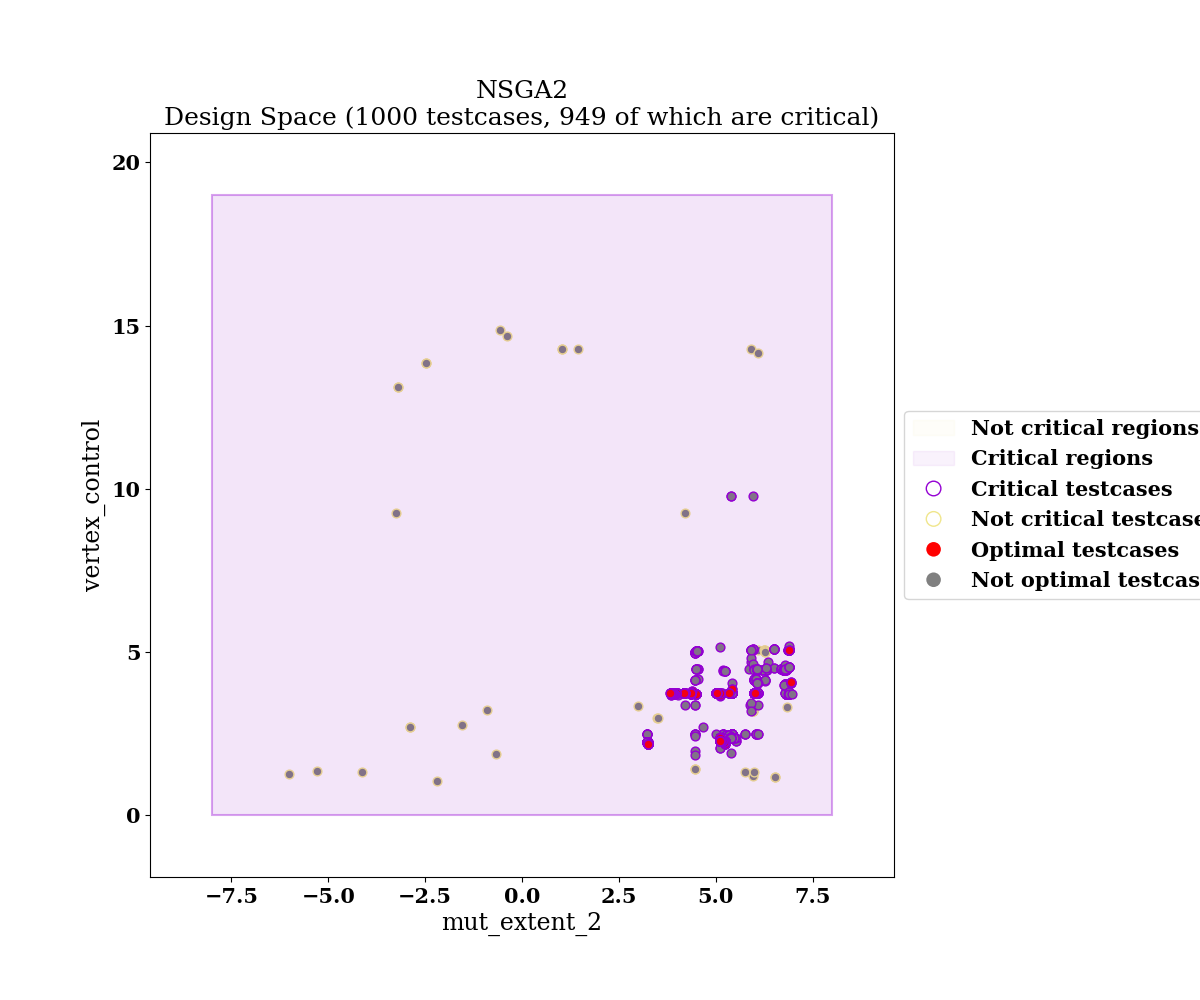 NSGA2
Design Space (1000 testcases, 949 of which are critical)
20
15
10
5
0
vertex_control
−7.5
−5.0
−2.5
0.0
2.5
5.0
7.5
mut_extent_2
Not critical regions
Critical regions
Critical testcases
Not critical testcase
Optimal testcases
Not optimal testcas